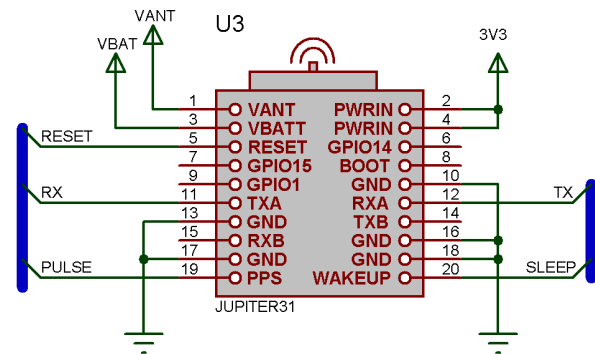 VANT
U3
VBAT
3V3
1 VANT PWRIN 2
3 VBATT PWRIN 4
RESET 5 RESET GPIO14 6
7 GPIO15 BOOT 8
9 GPIO1 GND 10
RX 11 TXA RXA 12 TX
13 GND TXB 14
15 RXB GND 16
17 GND GND 18
PULSE 19 PPS WAKEUP 20 SLEEP
JUPITER31